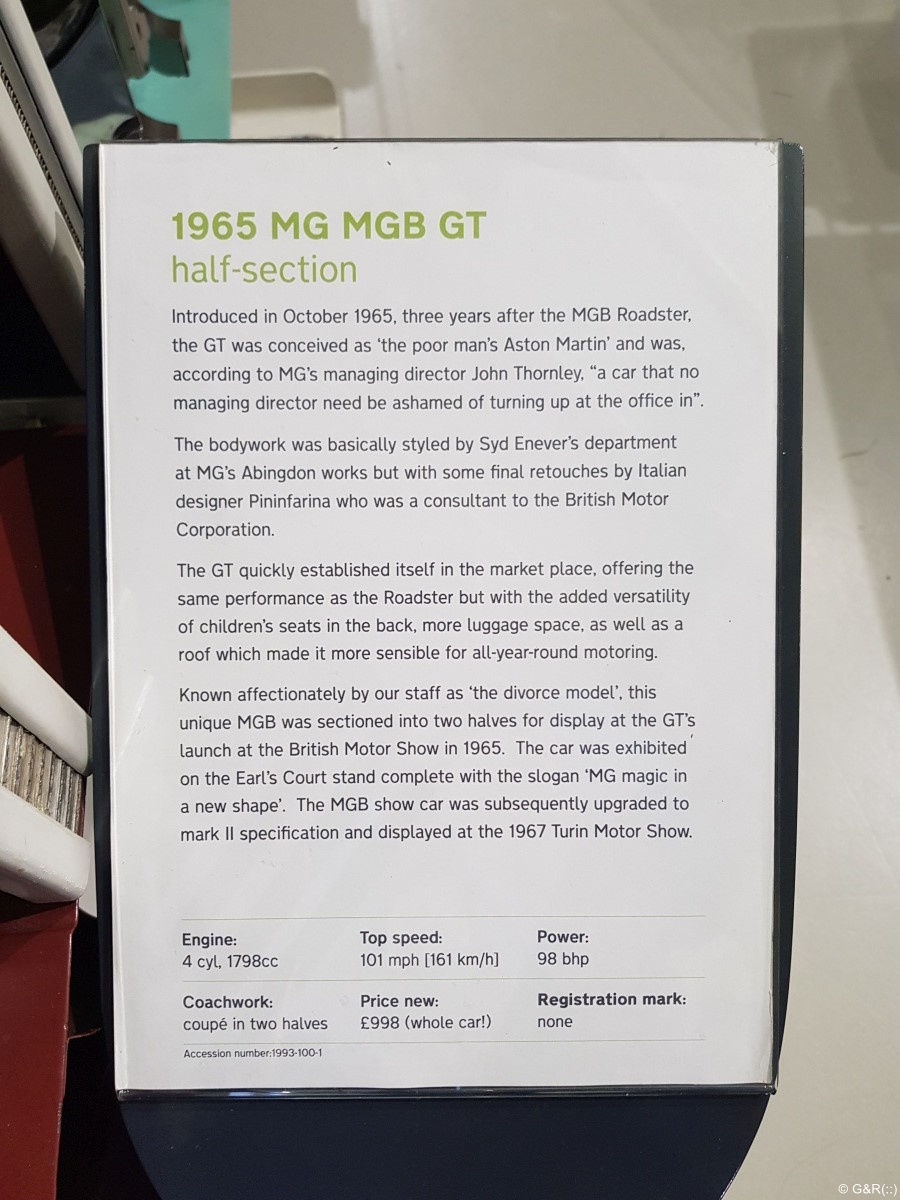 1965 MG MGB GT
half-section
Introduced in October 1965, three years after the MGB Roadster,
the GT was conceived as ‘the poor man’s Aston Martin’ and was,
according to MG’s managing director John Thornley, “a car that no
managing director need be ashamed of turning up at the office in”.
The bodywork was basically styled by Syd Enever’s department
at MG’s Abingdon works but with some final retouches by Italian
designer Pininfarina who was a consultant to the British Motor
Corporation.
The GT quickly established itself in the market place, offering the
same performance as the Roadster but with the added versatility
of children’s seats in the back, more luggage space, as well as a
roof which made it more sensible for all-year-round motoring.
Known affectionately by our staff as ‘the divorce model’, this
unique MGB was sectioned into two halves for display at the GT’s
launch at the British Motor Show in 1965. The car was exhibited
on the Earl’s Court stand complete with the slogan ‘MG magic in
a new shape’. The MGB show car was subsequently upgraded to
mark II specification and displayed at the 1967 Turin Motor Show.
Engine: Top speed: Power:
4 cyl, 1798cc 101 mph [161 km/h] 98 bhp
Coachwork: Price new: Registration mark:
coupé in two halves £998 (whole car!) none
Accession number:1993-100-1
© G&R(::)